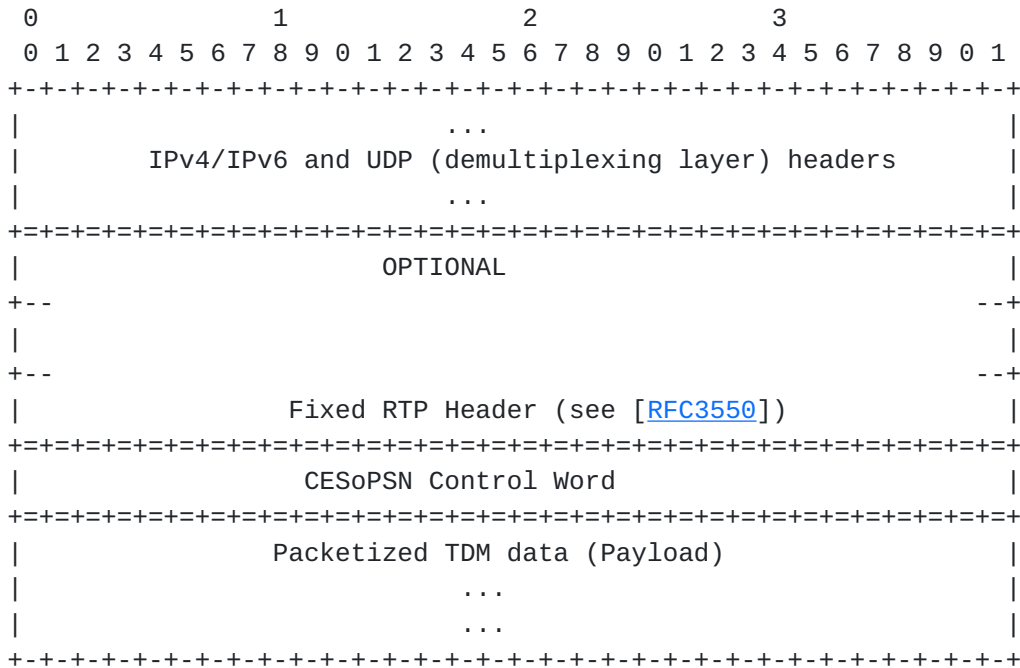 0                   1                   2                   3
 0 1 2 3 4 5 6 7 8 9 0 1 2 3 4 5 6 7 8 9 0 1 2 3 4 5 6 7 8 9 0 1
+-+-+-+-+-+-+-+-+-+-+-+-+-+-+-+-+-+-+-+-+-+-+-+-+-+-+-+-+-+-+-+-+
|                           ...                                 |
|        IPv4/IPv6 and UDP (demultiplexing layer) headers       |
|                           ...                                 |
+=+=+=+=+=+=+=+=+=+=+=+=+=+=+=+=+=+=+=+=+=+=+=+=+=+=+=+=+=+=+=+=+
|                       OPTIONAL                                |
+--                                                           --+
|                                                               |
+--                                                           --+
|                 Fixed RTP Header (see [RFC3550])              |
+=+=+=+=+=+=+=+=+=+=+=+=+=+=+=+=+=+=+=+=+=+=+=+=+=+=+=+=+=+=+=+=+
|                  CESoPSN Control Word                         |
+=+=+=+=+=+=+=+=+=+=+=+=+=+=+=+=+=+=+=+=+=+=+=+=+=+=+=+=+=+=+=+=+
|                Packetized TDM data (Payload)                  |
|                            ...                                |
|                            ...                                |
+-+-+-+-+-+-+-+-+-+-+-+-+-+-+-+-+-+-+-+-+-+-+-+-+-+-+-+-+-+-+-+-+